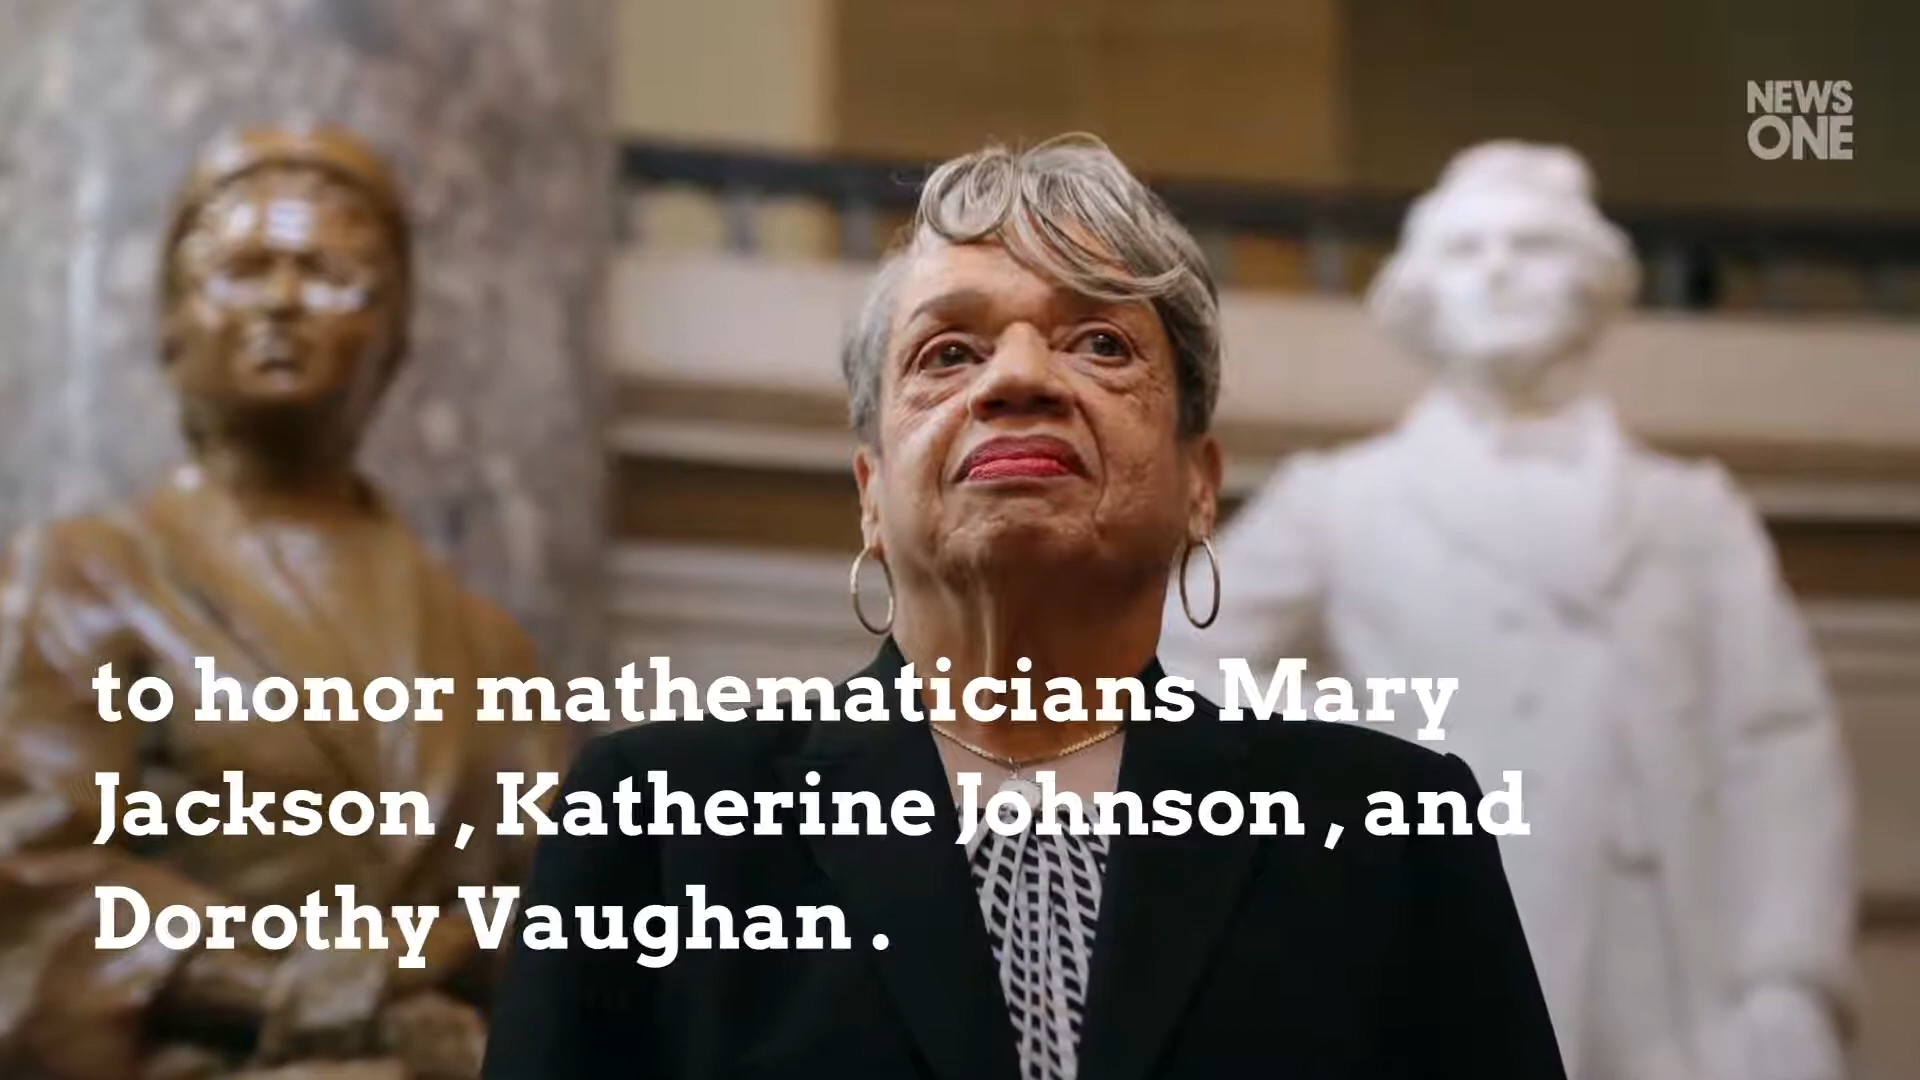 NEWS
ONE
to honor mathematicians Mary
Jackson , Katherine Johnson , and
Dorothy Vaughan .